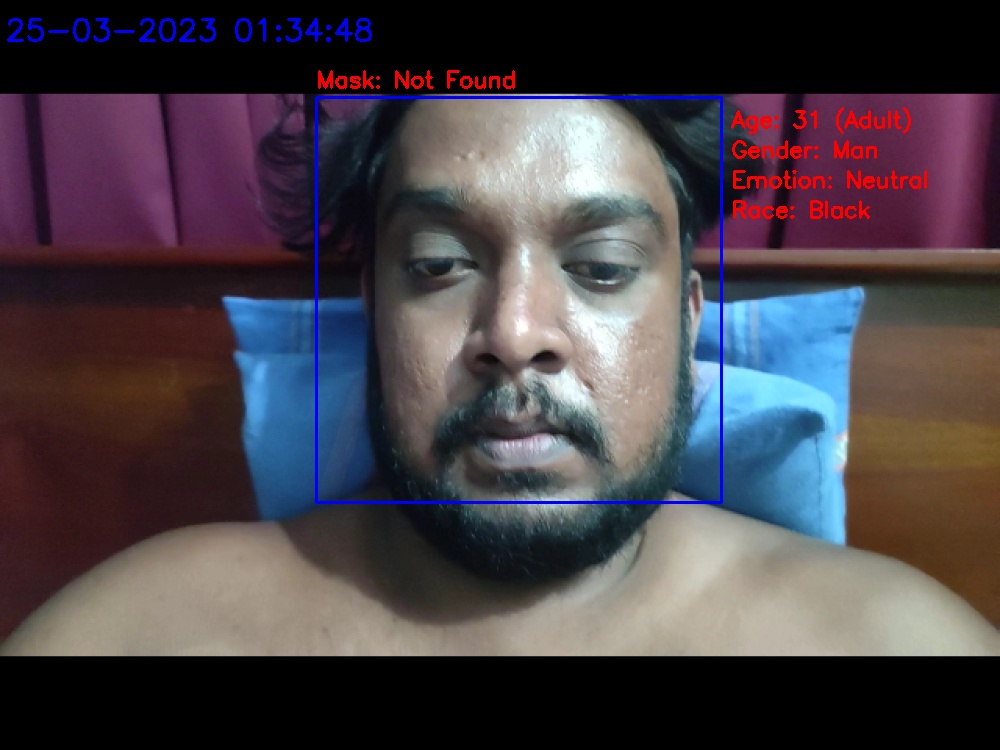 25-03-2023 01:34:48
Mask: Not Found
Age: 31 (Adult)
Gender: Man
Emotion: Neutral
Race: Black